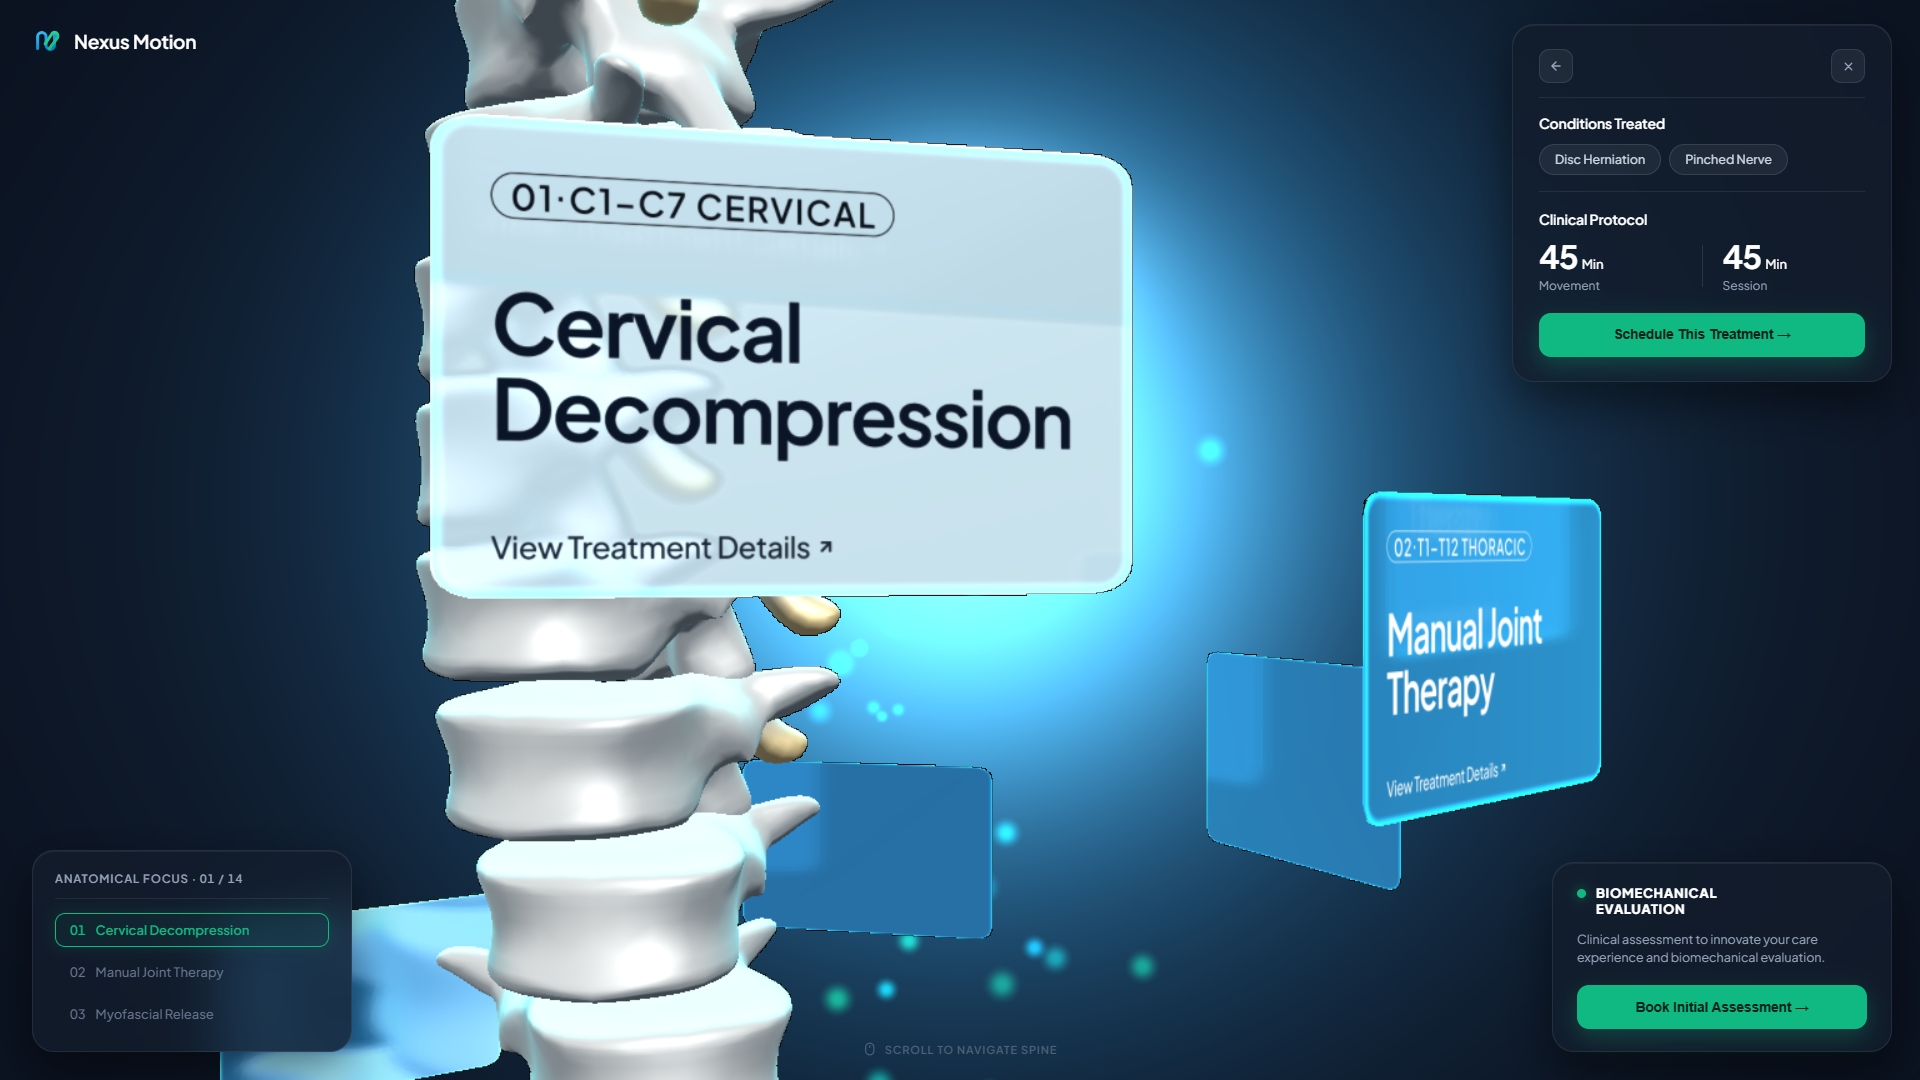 Nexus Motion
01·C1–C7 CERVICAL
Cervical
Decompression
View Treatment Details ↗
Conditions Treated
Disc Herniation
Pinched Nerve
Clinical Protocol
45 Min
Movement
45 Min
Session
Schedule This Treatment →
02·T1–T12 THORACIC
Manual Joint
Therapy
View Treatment Details ↗
ANATOMICAL FOCUS · 01 / 14
01 Cervical Decompression
02 Manual Joint Therapy
03 Myofascial Release
BIOMECHANICAL
EVALUATION
Clinical assessment to innovate your care
experience and biomechanical evaluation.
Book Initial Assessment →
SCROLL TO NAVIGATE SPINE